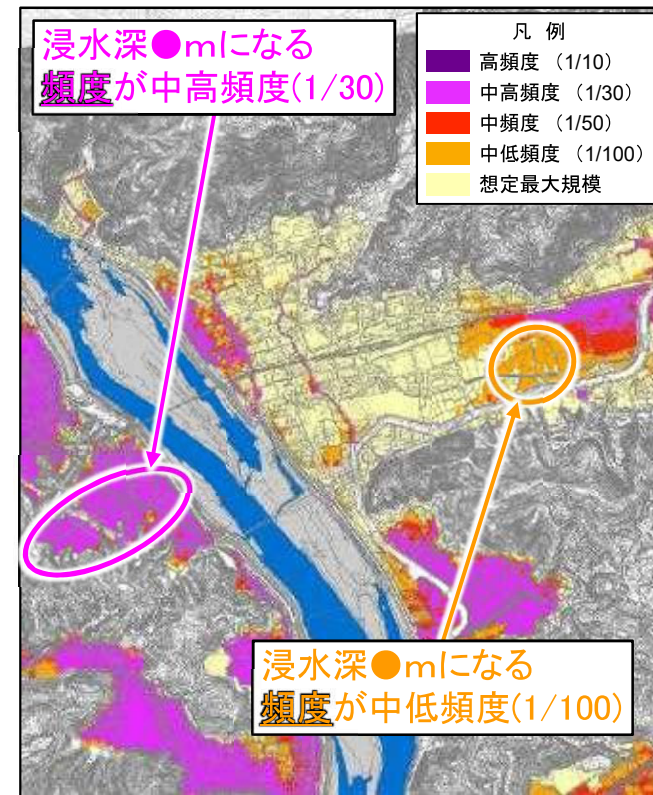 浸水深●mになる
頻度が中高頻度(1/30)
凡 例
高頻度 (1/10)
中高頻度 (1/30)
中頻度 (1/50)
中低頻度 (1/100)
想定最大規模
浸水深●mになる
頻度が中低頻度(1/100)